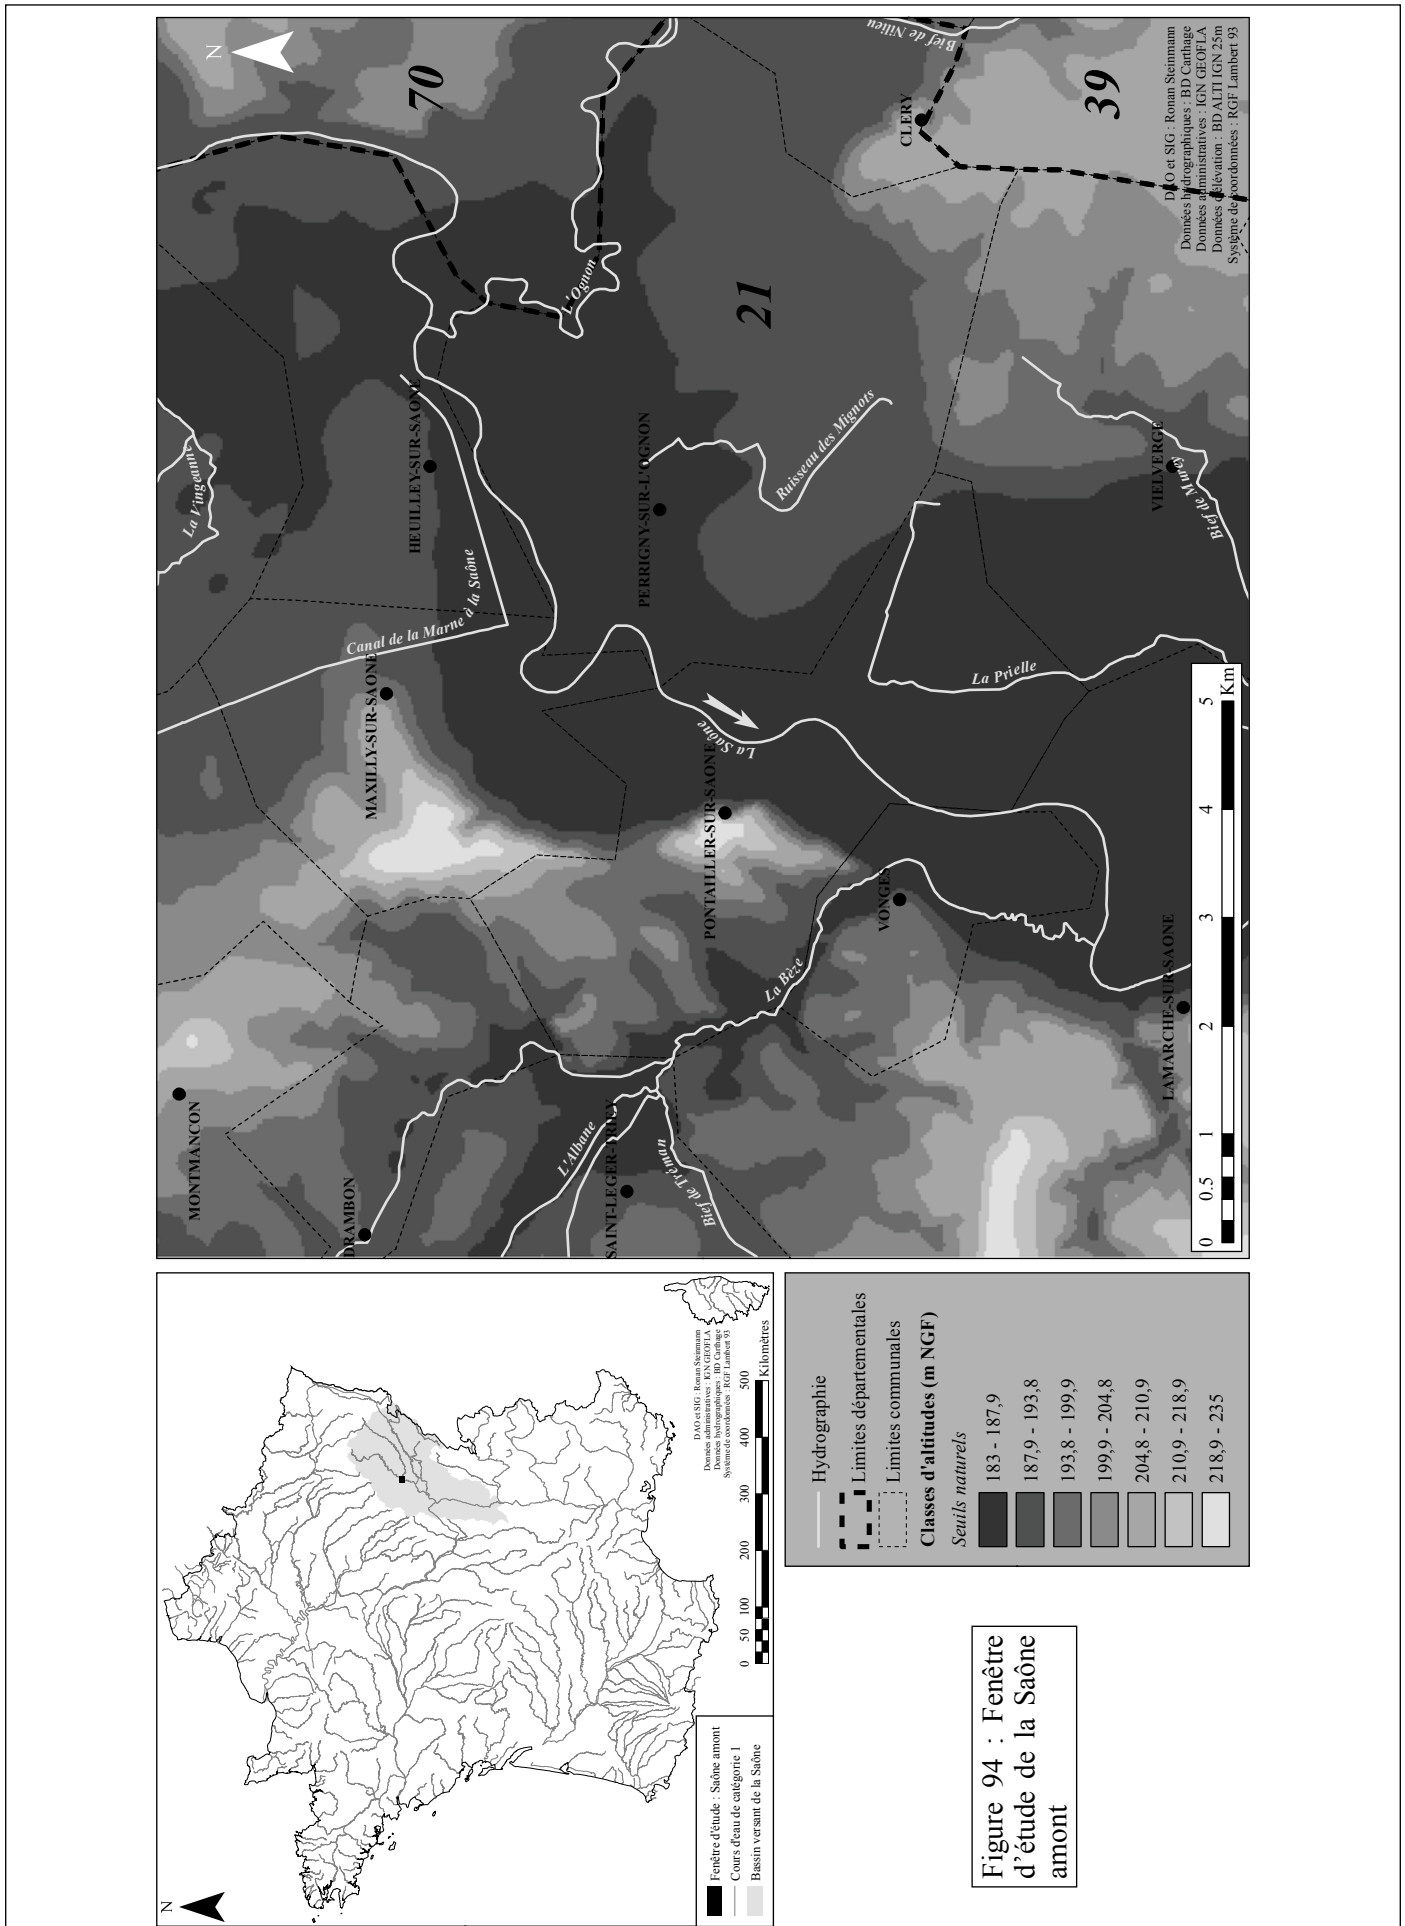 N
Fenêtre d'étude : Saône amont
Cours d'eau de catégorie 1
Bassin versant de la Saône
0 50 100 200 300 400 500
Kilomètres
DAO et SIG : Ronan Steinmann
Données administratives : IGN GEOFLA
Données hydrographiques : BD Carthage
Système de coordonnées : RGF Lambert 93
Figure 94 : Fenêtre
d'étude de la Saône
amont
Hydrographie
Limites départementales
Limites communales
Classes d'altitudes (m NGF)
Seuils naturels
183 - 187,9
187,9 - 193,8
193,8 - 199,9
199,9 - 204,8
204,8 - 210,9
210,9 - 218,9
218,9 - 235
N
70
39
21
MONTMANCON
DRAMBON
SAINT-LEGER-TRIEY
MAXILLY-SUR-SAONE
HEUILLEY-SUR-SAONE
PERRIGNY-SUR-L'OGNON
PONTAILLER-SUR-SAONE
VONGES
LAMARCHE-SUR-SAONE
VIELVERGE
CLERY
La Vingeanne
Canal de la Marne à la Saône
L'Ognon
Bief de Nilieu
Ruisseau des Mignots
La Saône
La Prielle
Bief de Murey
La Bèze
L'Albane
Bief de Tréman
DAO et SIG : Ronan Steinmann
Données hydrographiques : BD Carthage
Données administratives : IGN GEOFLA
Données d'élévation : BD ALTI IGN 25m
Système de coordonnées : RGF Lambert 93
0 0.5 1 2 3 4 5
Km